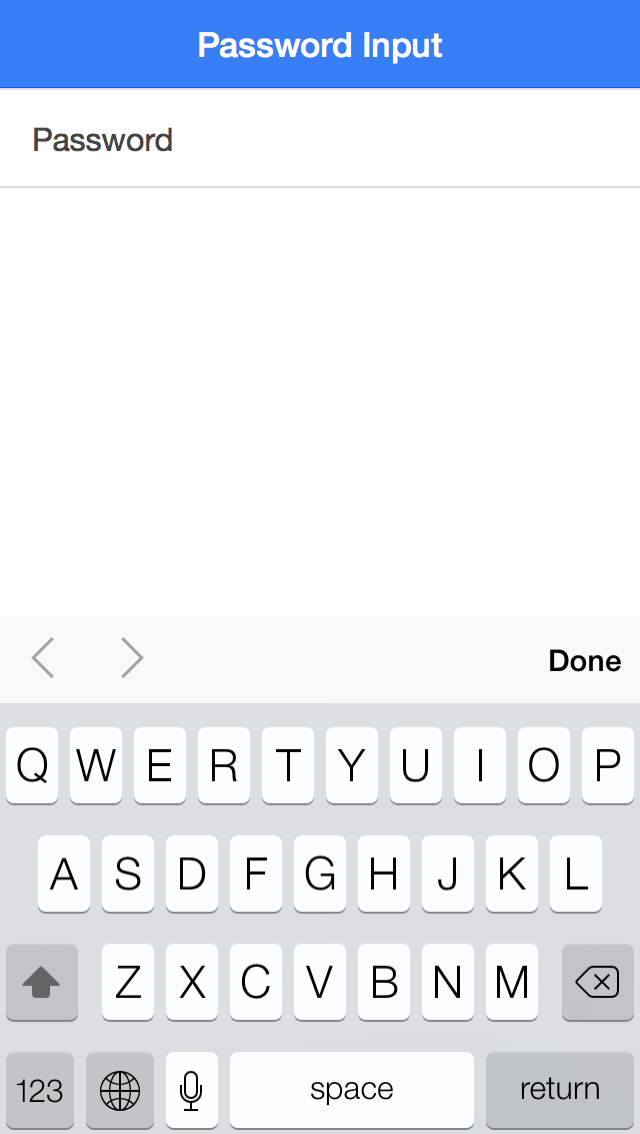 Password Input
Password
Done
Q W E R T Y U I O P
A S D F G H J K L
Z X C V B N M
123 space return